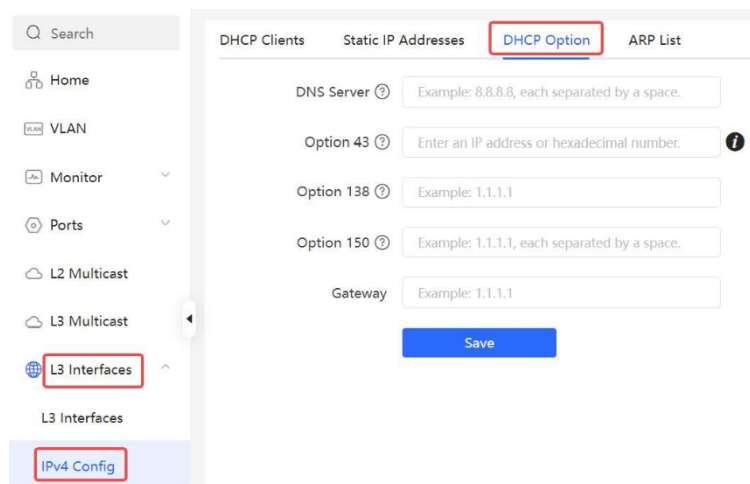 Search
Home
VLAN VLAN
Monitor
Ports
L2 Multicast
L3 Multicast
L3 Interfaces
L3 Interfaces
IPv4 Config
DHCP Clients Static IP Addresses DHCP Option ARP List
DNS Server ? Example: 8.8.8.8, each separated by a space.
Option 43 ? Enter an IP address or hexadecimal number. i
Option 138 ? Example: 1.1.1.1
Option 150 ? Example: 1.1.1.1, each separated by a space.
Gateway Example: 1.1.1.1
Save